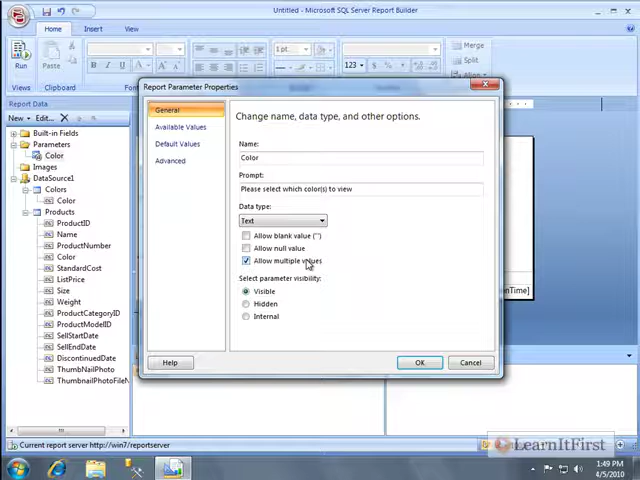 Untitled - Microsoft SQL Server Report Builder
Home
Insert
View
Run
Paste
B I U
1 pt
123
$ %
Merge
Split
Views
Clipboard
Report Data
New
Edit...
Built-in Fields
Parameters
Color
Images
DataSource1
Colors
Color
Products
ProductID
Name
ProductNumber
Color
StandardCost
ListPrice
Size
Weight
ProductCategoryID
ProductModelID
SellStartDate
SellEndDate
DiscontinuedDate
ThumbNailPhoto
ThumbnailPhotoFileN
Report Parameter Properties
General
Available Values
Default Values
Advanced
Change name, data type, and other options.
Name:
Color
Prompt:
Please select which color(s) to view
Data type:
Text
Allow blank value ("")
Allow null value
Allow multiple values
Select parameter visibility:
Visible
Hidden
Internal
Help
OK
Cancel
onTime]
Current report server http://win7/reportserver
LearnItFirst
1:49 PM
4/5/2010